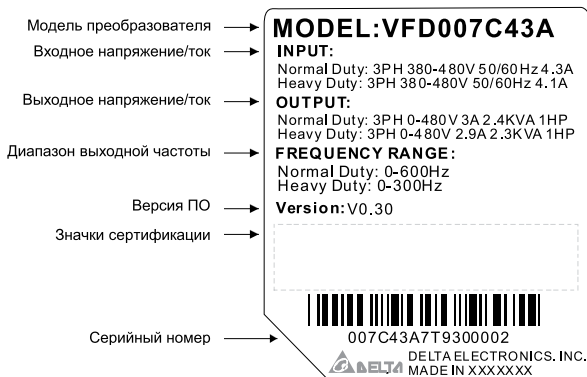 Модель преобразователя
MODEL:VFD007C43A
Входное напряжение/ток
INPUT:
Normal Duty: 3PH 380-480V 50/60Hz 4.3A
Heavy Duty: 3PH 380-480V 50/60Hz 4.1A
Выходное напряжение/ток
OUTPUT:
Normal Duty: 3PH 0-480V 3A 2.4KVA 1HP
Heavy Duty: 3PH 0-480V 2.9A 2.3KVA 1HP
Диапазон выходной частоты
FREQUENCY RANGE:
Normal Duty: 0-600Hz
Heavy Duty: 0-300Hz
Версия ПО
Version: V0.30
Значки сертификации
Серийный номер
007C43A7T9300002
DELTA
DELTA ELECTRONICS. INC.
MADE IN XXXXXXX